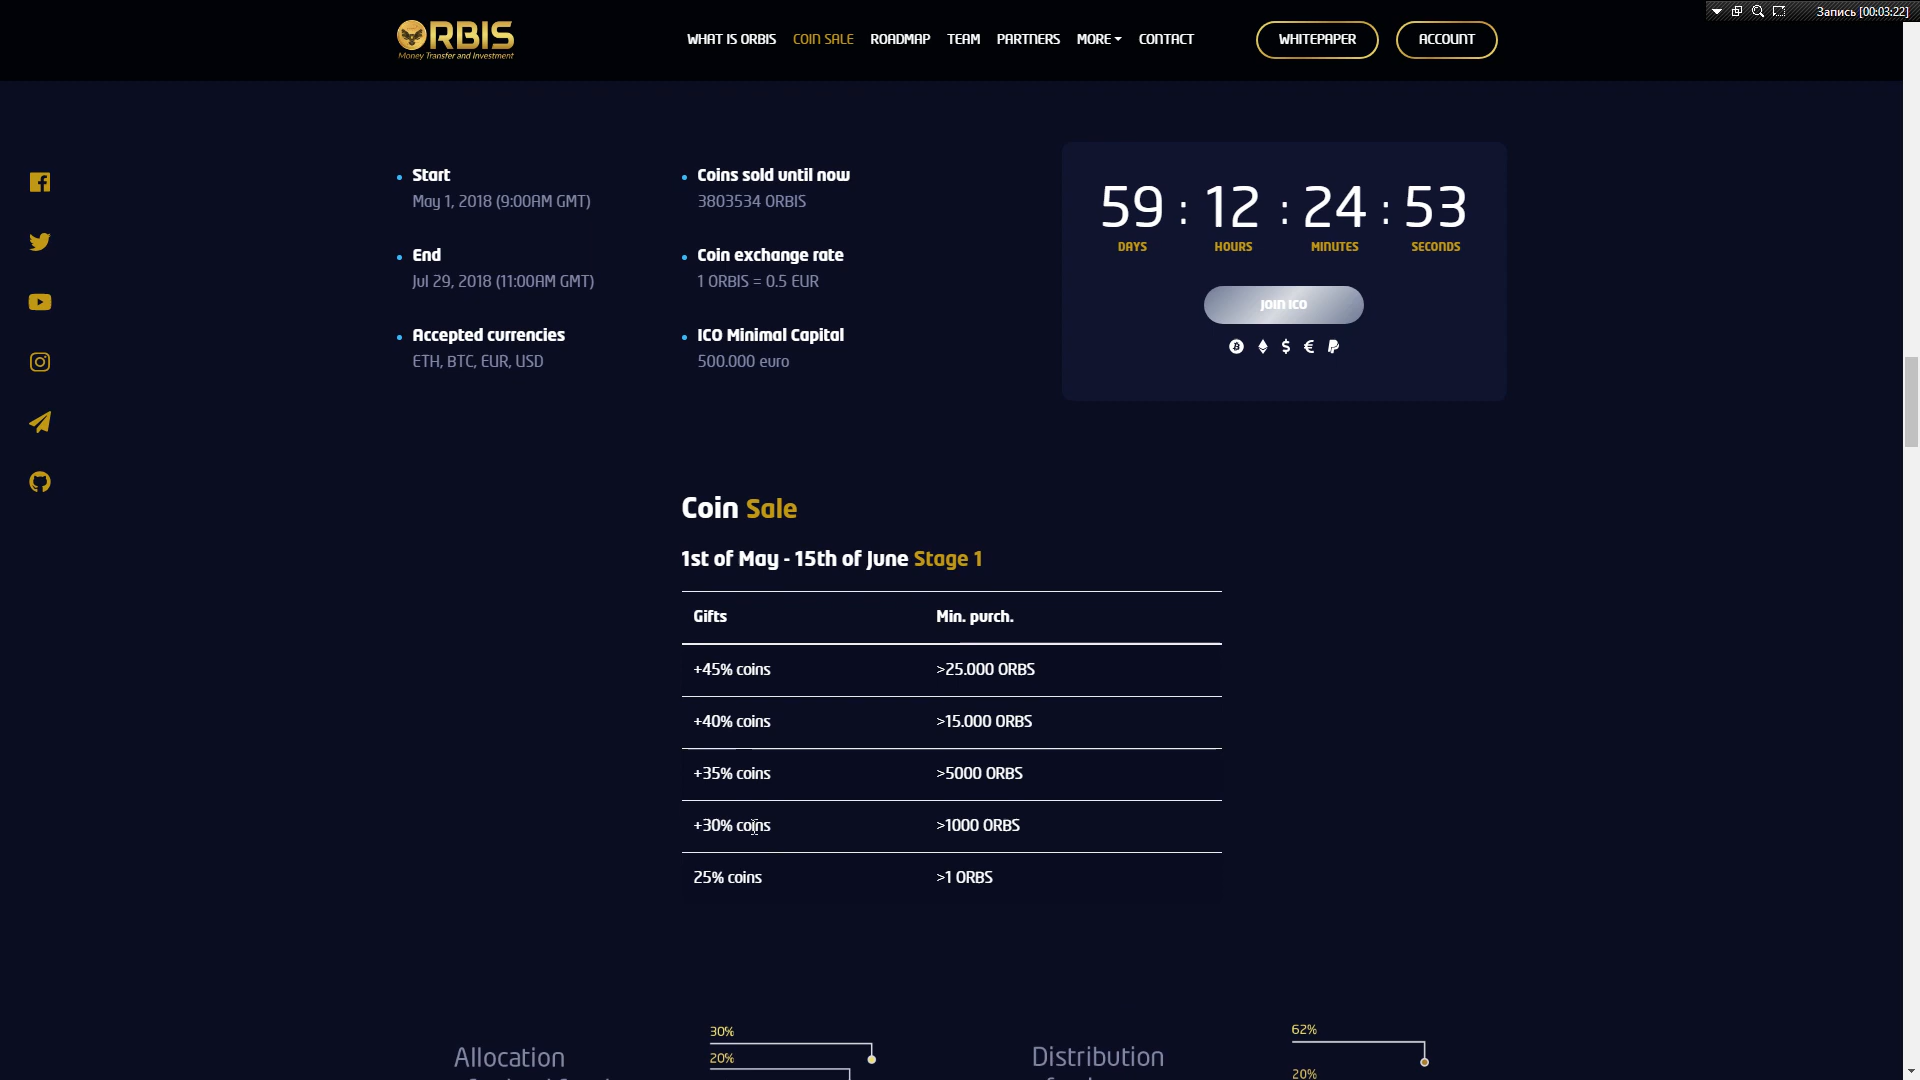 Запись [00:03:22]
ORBIS
Money Transfer and Investment
WHAT IS ORBIS COIN SALE ROADMAP TEAM PARTNERS MORE CONTACT WHITEPAPER ACCOUNT
Start
May 1, 2018 (9:00AM GMT)
End
Jul 29, 2018 (11:00AM GMT)
Accepted currencies
ETH, BTC, EUR, USD
Coins sold until now
3803534 ORBIS
Coin exchange rate
1 ORBIS = 0.5 EUR
ICO Minimal Capital
500.000 euro
59 : 12 : 24 : 53
DAYS HOURS MINUTES SECONDS
JOIN ICO
Coin Sale
1st of May - 15th of June Stage 1
Gifts Min. purch.
+45% coins >25.000 ORBS
+40% coins >15.000 ORBS
+35% coins >5000 ORBS
+30% coins >1000 ORBS
25% coins >1 ORBS
Allocation
30%
20%
Distribution
62%
20%